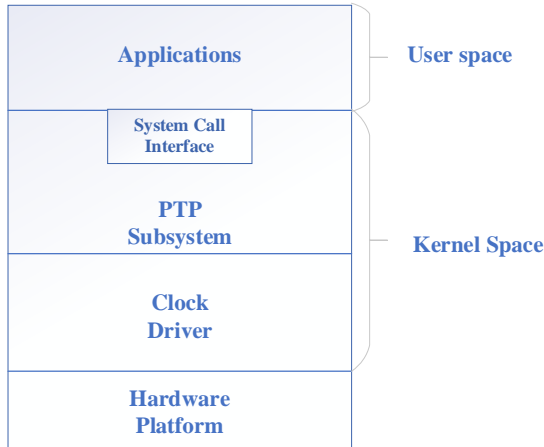 Applications
User space
System Call
Interface
PTP
Subsystem
Kernel Space
Clock
Driver
Hardware
Platform